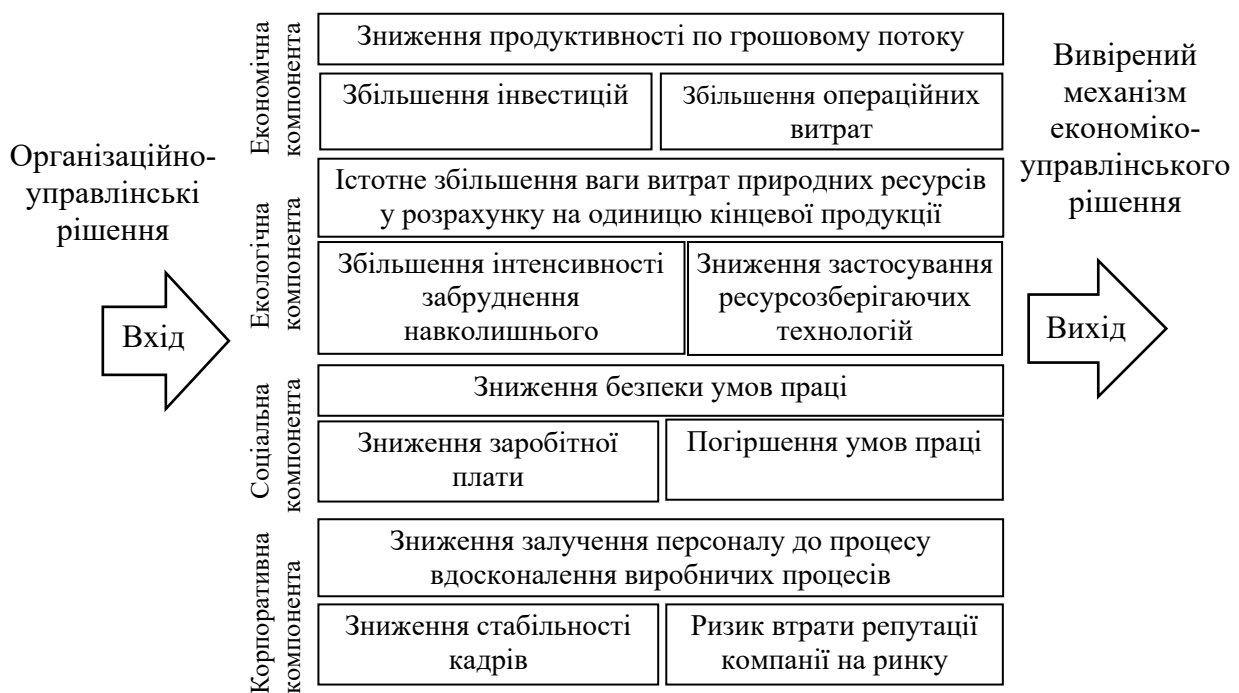 Організаційно-
управлінські
рішення
Вхід
Економічна
компонента
Зниження продуктивності по грошовому потоку
Збільшення інвестицій
Збільшення операційних
витрат
Екологічна
компонента
Істотне збільшення ваги витрат природних ресурсів
у розрахунку на одиницю кінцевої продукції
Збільшення інтенсивності
забруднення
навколишнього
Зниження застосування
ресурсозберігаючих
технологій
Соціальна
компонента
Зниження безпеки умов праці
Зниження заробітної
плати
Погіршення умов праці
Корпоративна
компонента
Зниження залучення персоналу до процесу
вдосконалення виробничих процесів
Зниження стабільності
кадрів
Ризик втрати репутації
компанії на ринку
Вивірений
механізм
економіко-
управлінського
рішення
Вихід